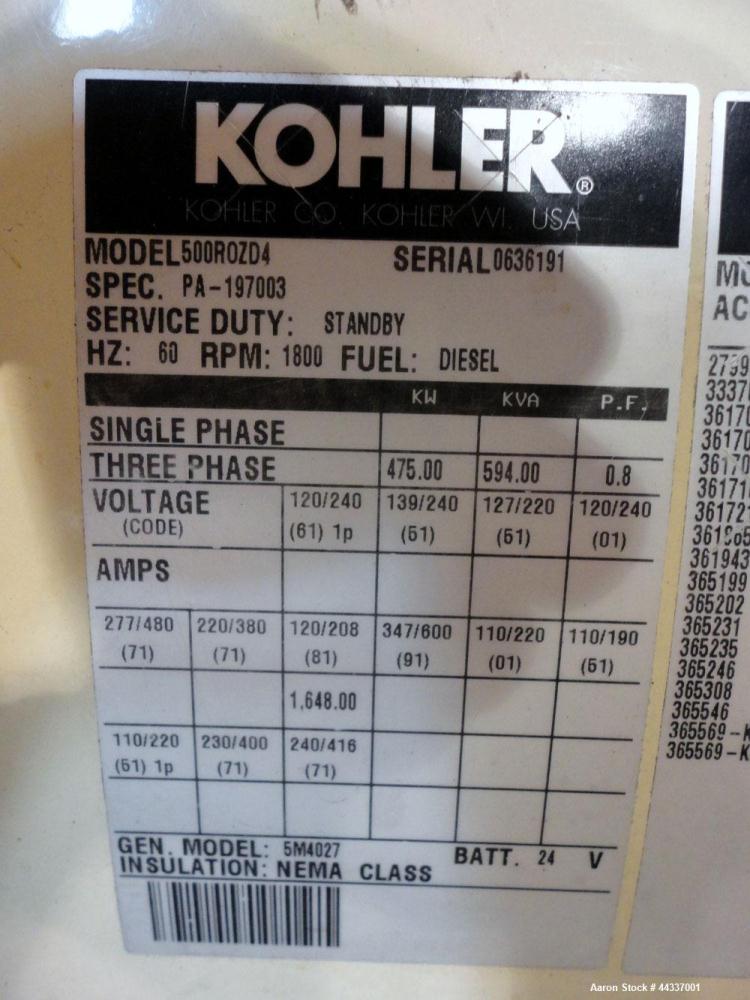 KOHLER®
KOHLER CO. KOHLER WI. USA
MODEL 500ROZD4 SERIAL 0636191
SPEC. PA-197003
SERVICE DUTY: STANDBY
HZ: 60 RPM: 1800 FUEL: DIESEL
KW KVA P.F.
SINGLE PHASE
THREE PHASE 475.00 594.00 0.8
VOLTAGE 120/240 139/240 127/220 120/240
(CODE) (61) 1p (51) (61) (01)
AMPS
277/480 220/380 120/208 347/600 110/220 110/190
(71) (71) (81) (91) (01) (51)
1,648.00
110/220 230/400 240/416
(61) 1p (71) (71)
GEN. MODEL: 5M4027 BATT. 24 V
INSULATION: NEMA CLASS
AC
365199
365202
365231
365235
365246
365308
365546
365569-K
365569-K
Aaron Stock # 44337001